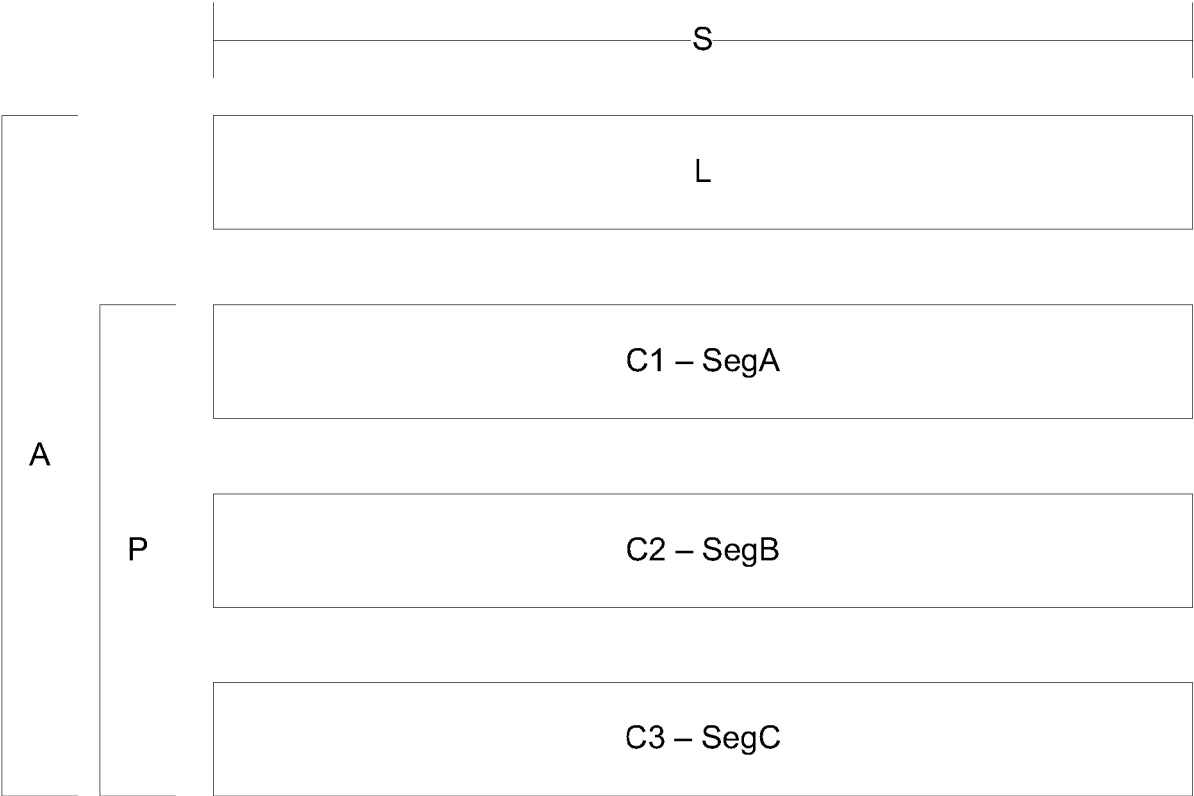 S
L
C1 – SegA
A
C2 – SegB
P
C3 – SegC